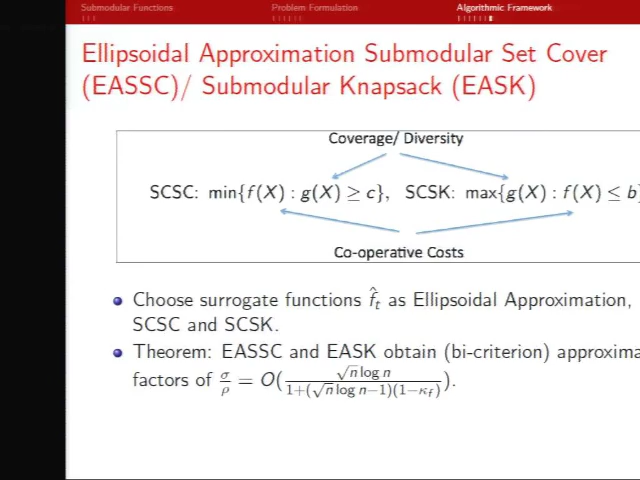 Submodular Functions Problem Formulation Algorithmic Framework
Ellipsoidal Approximation Submodular Set Cover
(EASSC)/ Submodular Knapsack (EASK)
Coverage/ Diversity
SCSC: min{f(X) : g(X) ≥ c}, SCSK: max{g(X) : f(X) ≤ b}
Co-operative Costs
Choose surrogate functions f̂_t as Ellipsoidal Approximation,
SCSC and SCSK.
Theorem: EASSC and EASK obtain (bi-criterion) approxima
factors of σ/ρ = O(√n log n / 1+(√n log n−1)(1−κ_f)).